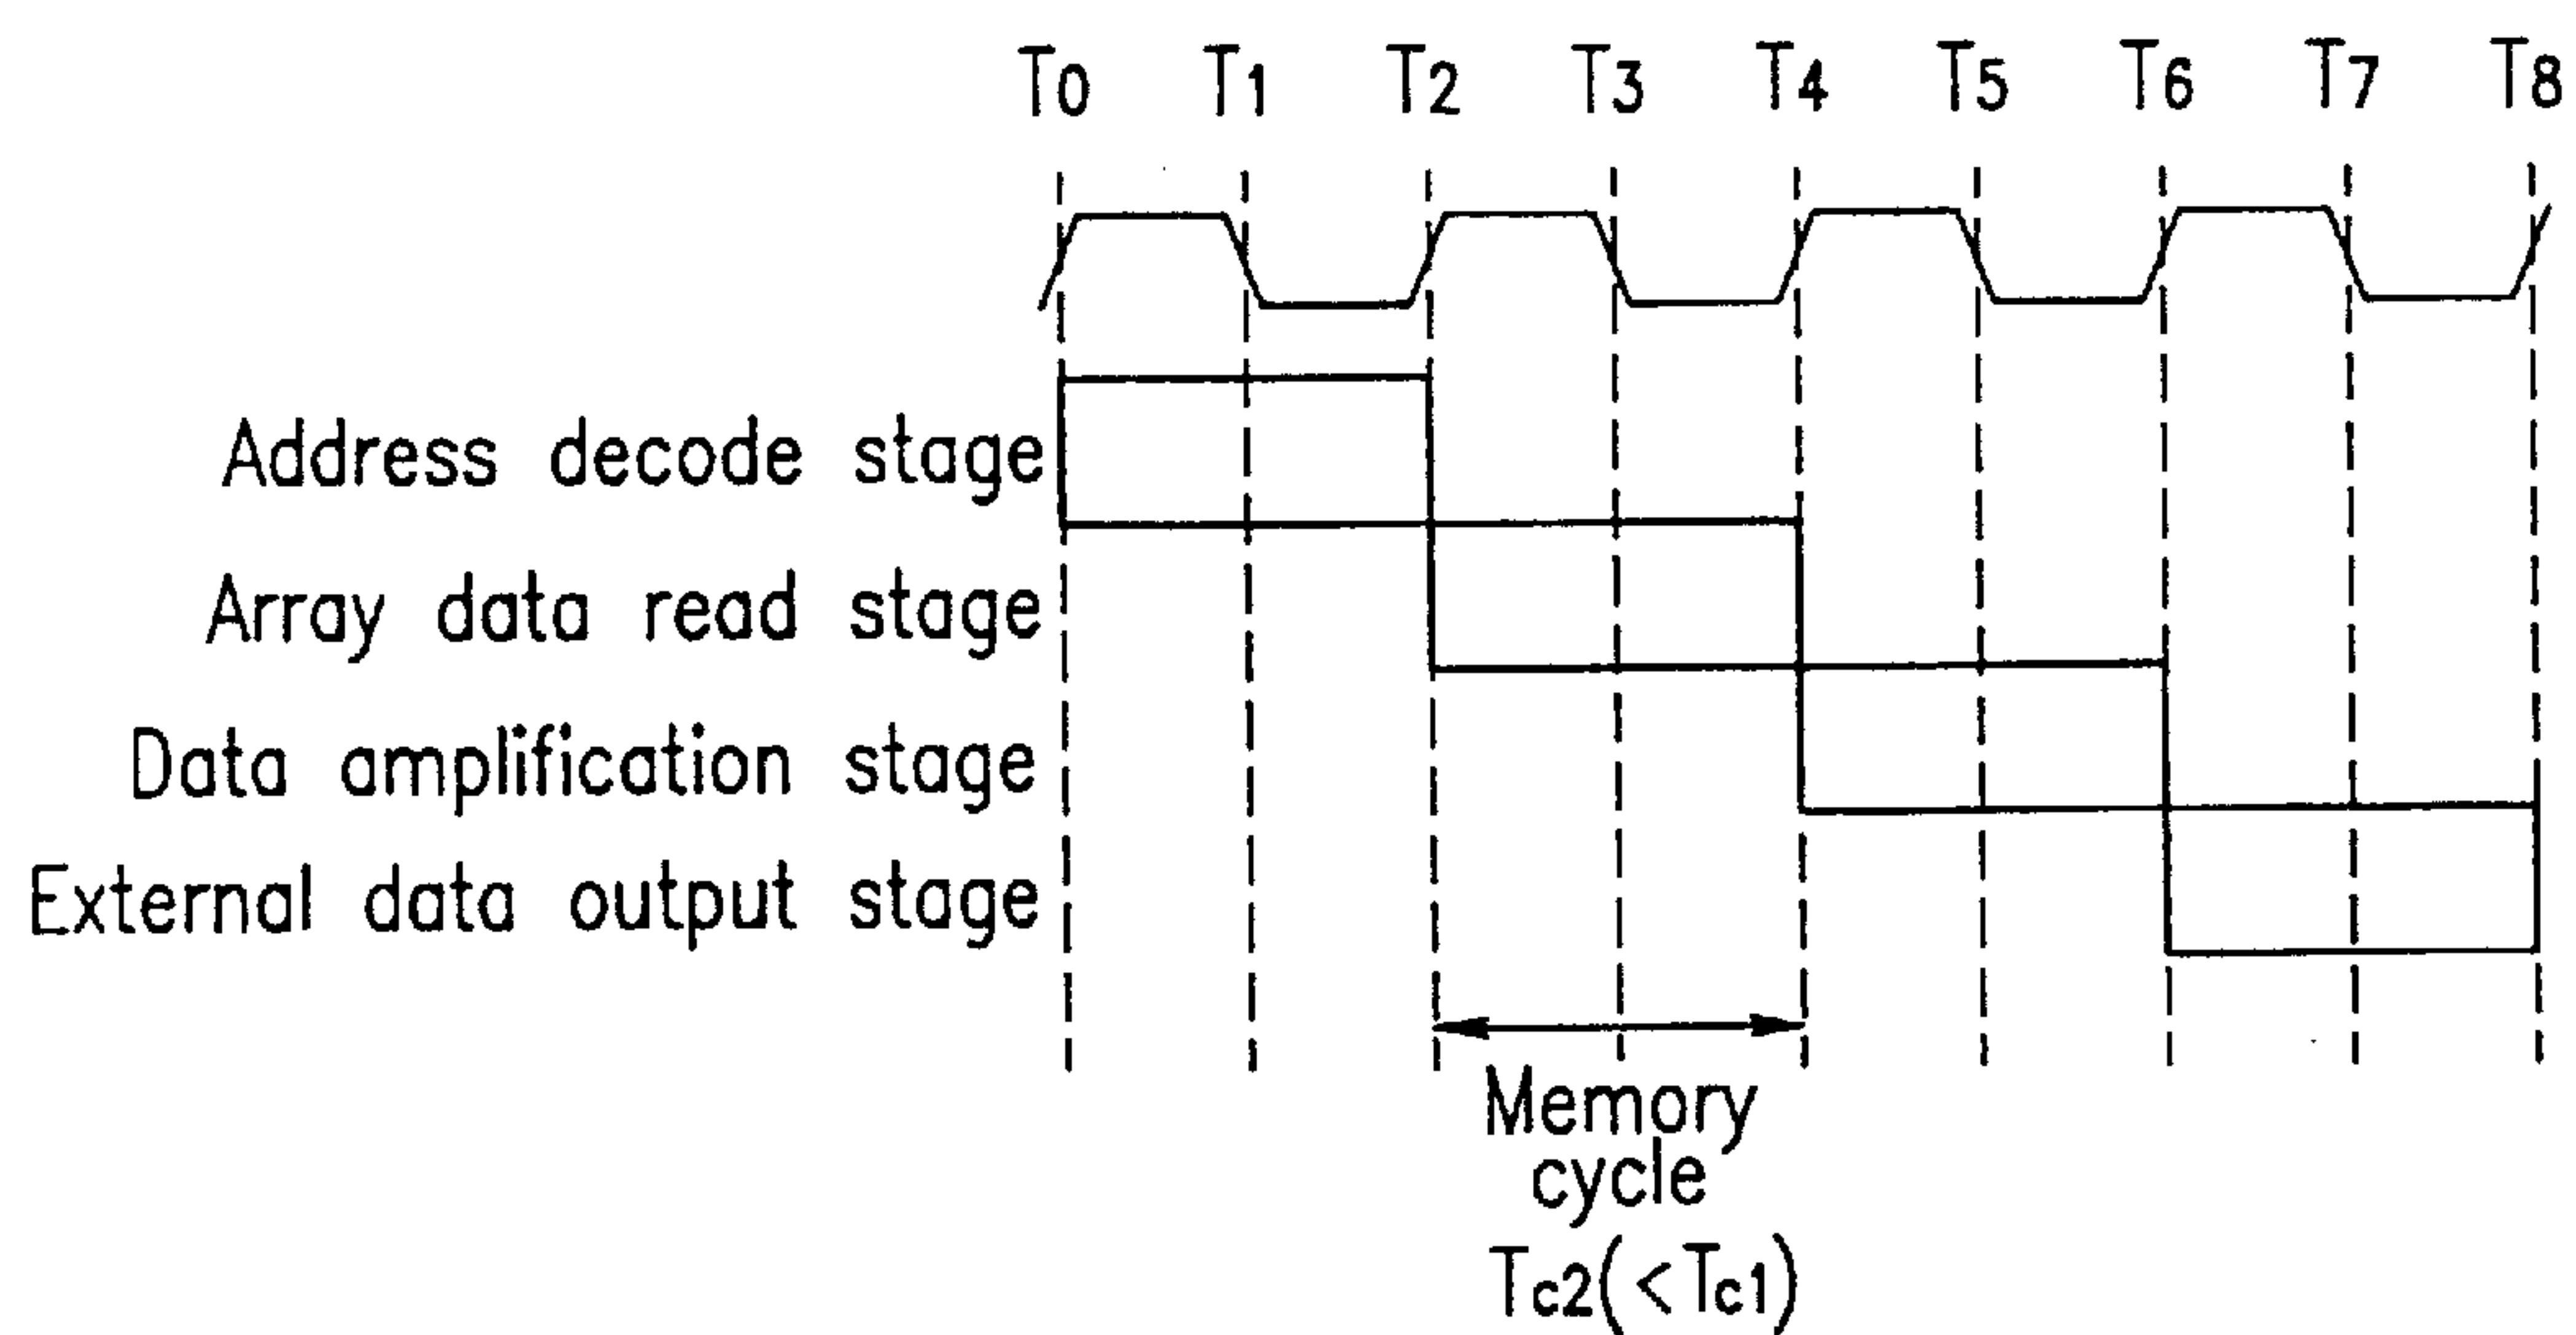 T0 T1 T2 T3 T4 T5 T6 T7 T8
Address decode stage
Array data read stage
Data amplification stage
External data output stage
Memory
cycle
Tc2(<Tc1)